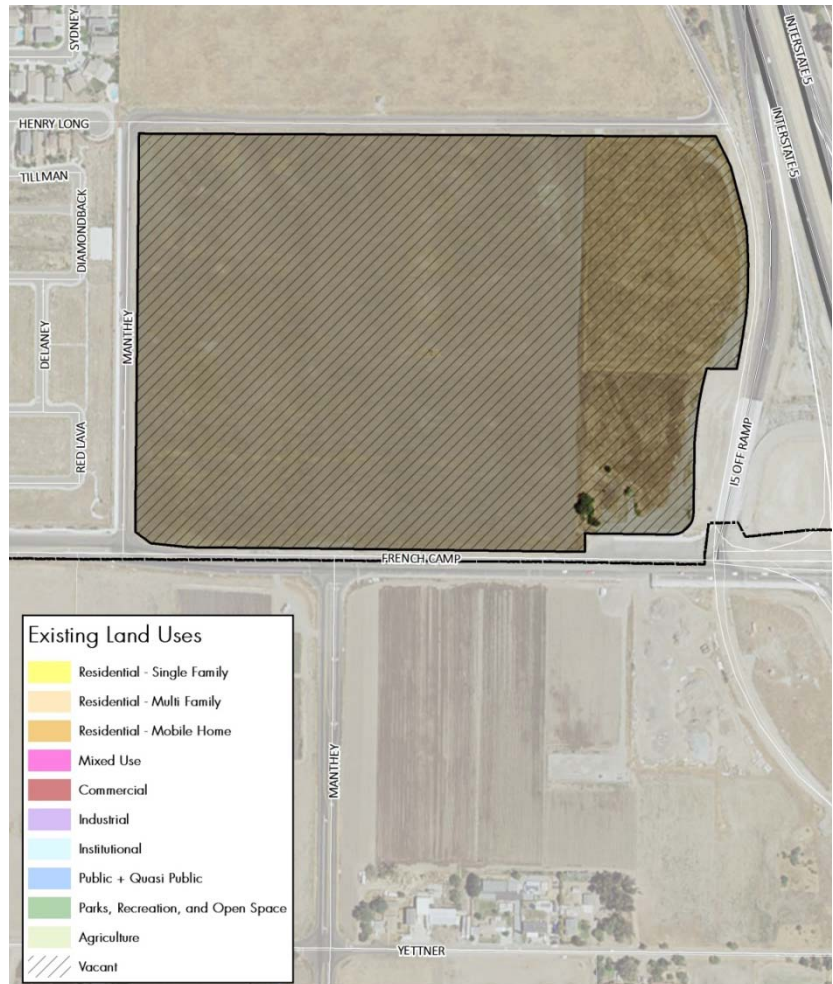 SYDNEY
INTERSTATE 5
INTERSTATE 5
HENRY LONG
TILLMAN
DIAMONDBACK
DELANEY
MANTHEY
RED LAVA
I5 OFF RAMP
FRENCH CAMP
MANTHEY
YETTNER
Existing Land Uses
Residential - Single Family
Residential - Multi Family
Residential - Mobile Home
Mixed Use
Commercial
Industrial
Institutional
Public + Quasi Public
Parks, Recreation, and Open Space
Agriculture
Vacant